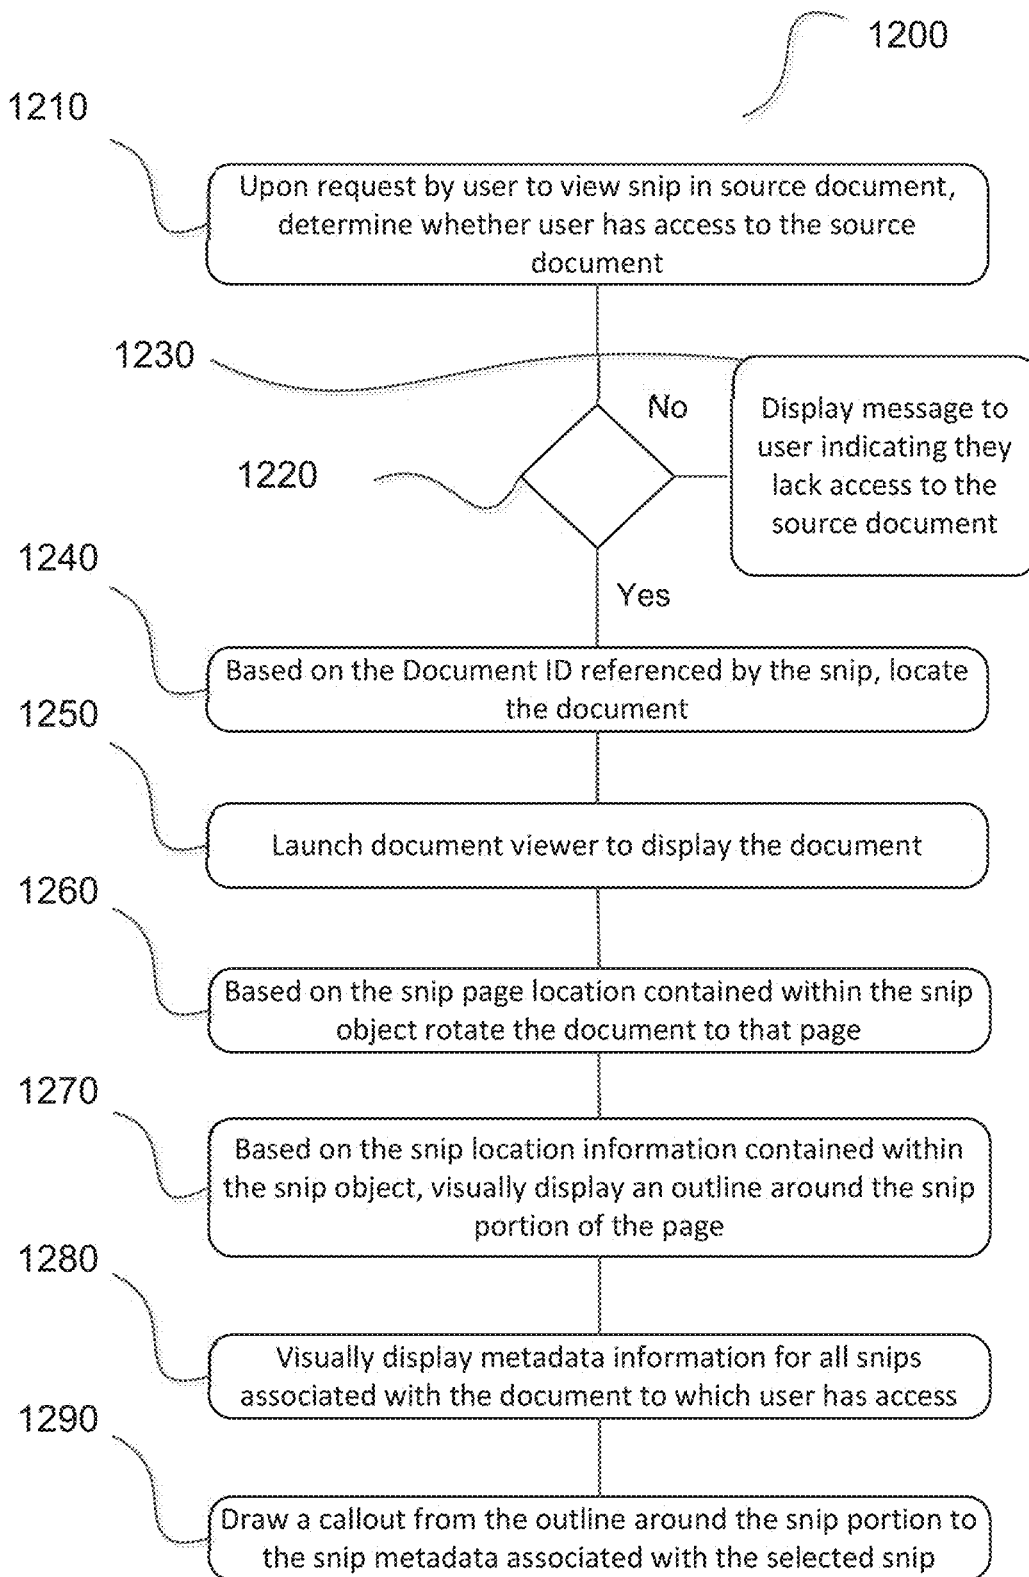 1200
1210
Upon request by user to view snip in source document,
determine whether user has access to the source
document
1230
No
Display message to
user indicating they
lack access to the
source document
1220
Yes
1240
Based on the Document ID referenced by the snip, locate
the document
1250
Launch document viewer to display the document
1260
Based on the snip page location contained within the snip
object rotate the document to that page
1270
Based on the snip location information contained within
the snip object, visually display an outline around the snip
portion of the page
1280
Visually display metadata information for all snips
associated with the document to which user has access
1290
Draw a callout from the outline around the snip portion to
the snip metadata associated with the selected snip